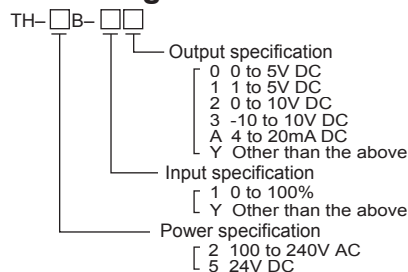 TH–□B–□□
Output specification
0 0 to 5V DC
1 1 to 5V DC
2 0 to 10V DC
3 -10 to 10V DC
A 4 to 20mA DC
Y Other than the above
Input specification
1 0 to 100%
Y Other than the above
Power specification
2 100 to 240V AC
5 24V DC